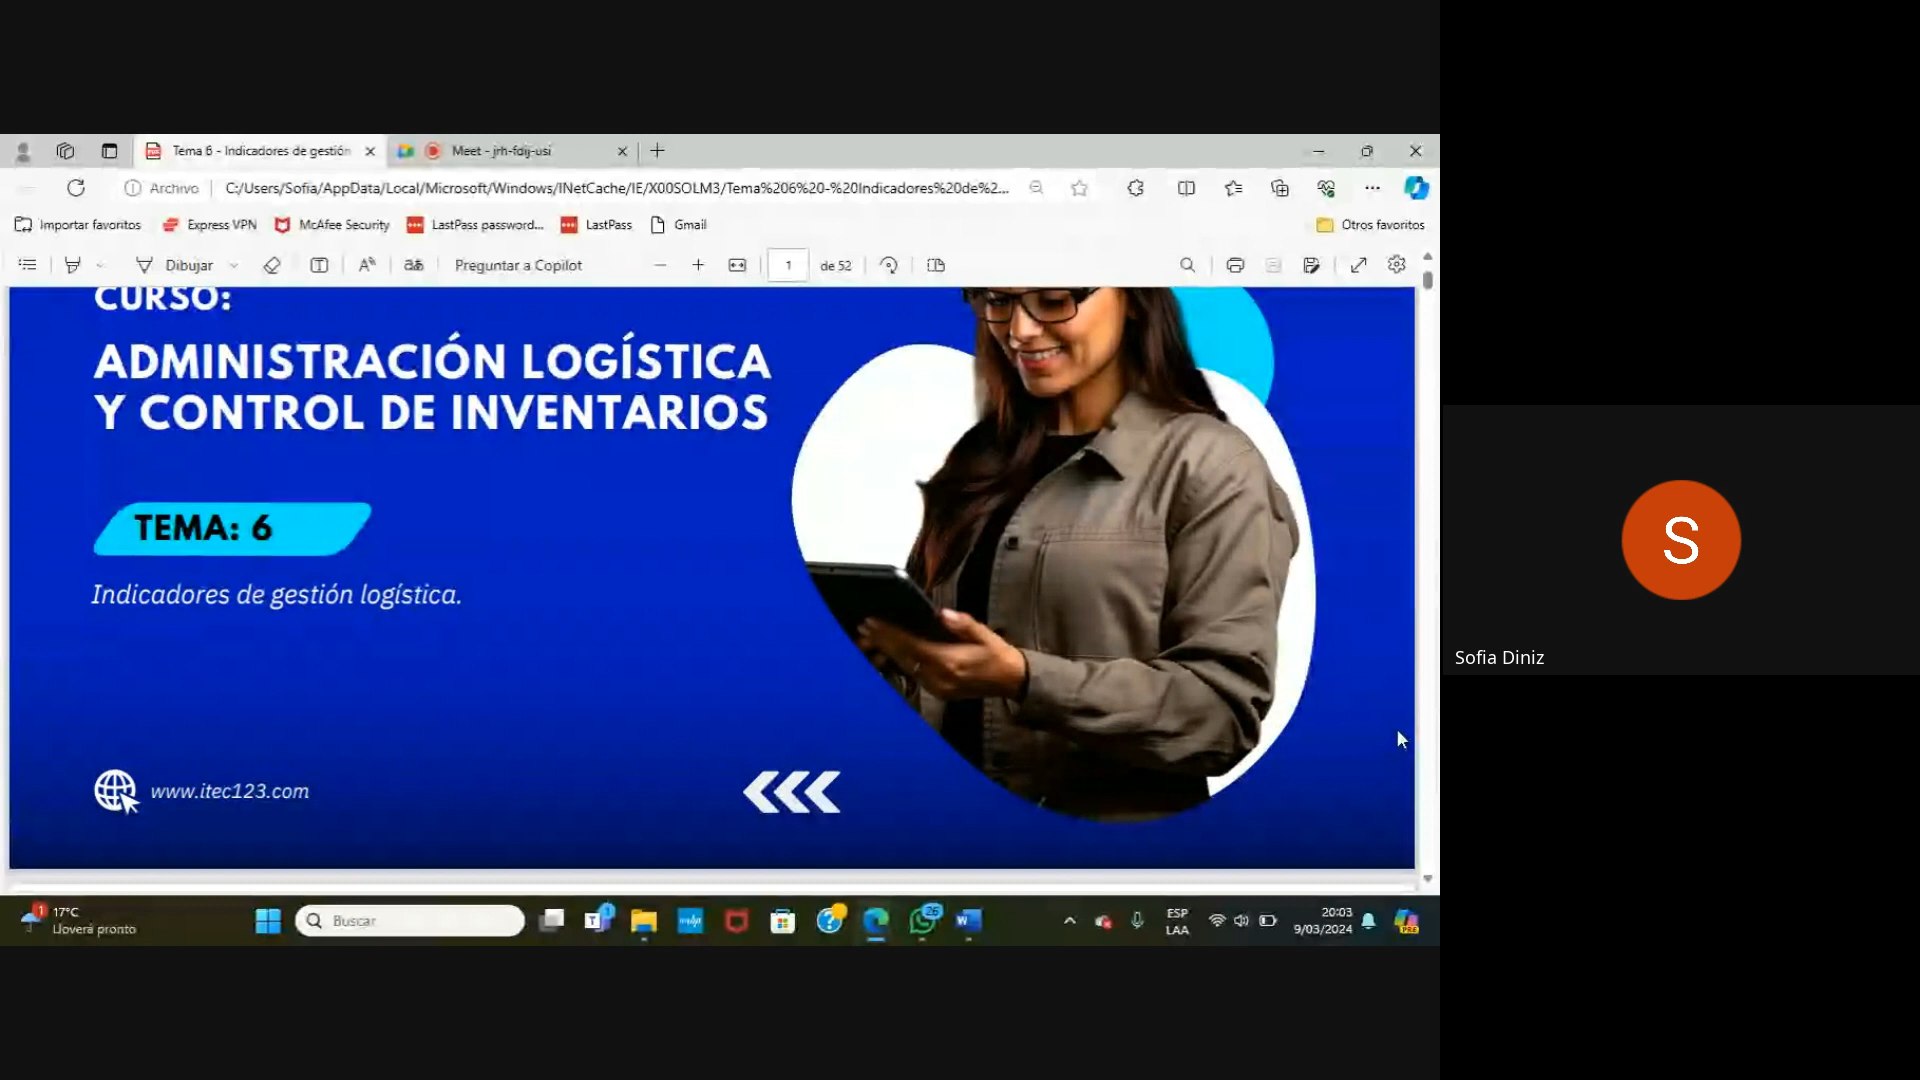 Tema 6 - Indicadores de gestión
Meet - jrh-fdij-usi
Archivo
C:/Users/Sofia/AppData/Local/Microsoft/Windows/INetCache/IE/X00SOLM3/Tema%206%20-%20Indicadores%20de%2...
Importar favoritos
Express VPN
McAfee Security
LastPass password...
LastPass
Gmail
Otros favoritos
Dibujar
Preguntar a Copilot
1
de 52
CURSO:
ADMINISTRACIÓN LOGÍSTICA
Y CONTROL DE INVENTARIOS
TEMA: 6
Indicadores de gestión logística.
www.itec123.com
S
Sofia Diniz
1
17°C
Lloverá pronto
Buscar
26
ESP
LAA
20:03
9/03/2024
PRE